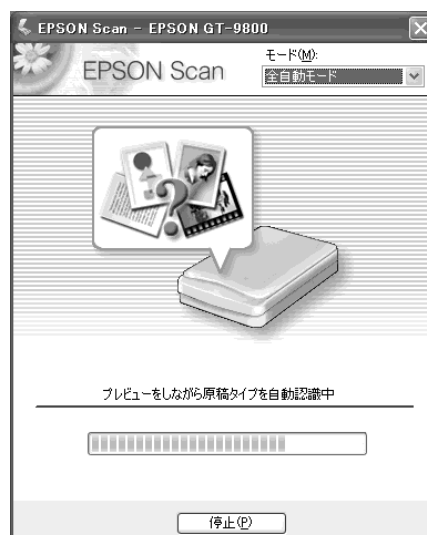 EPSON Scan - EPSON GT-9800
EPSON Scan
モード(M):
全自動モード
?
プレビューをしながら原稿タイプを自動認識中
停止(P)